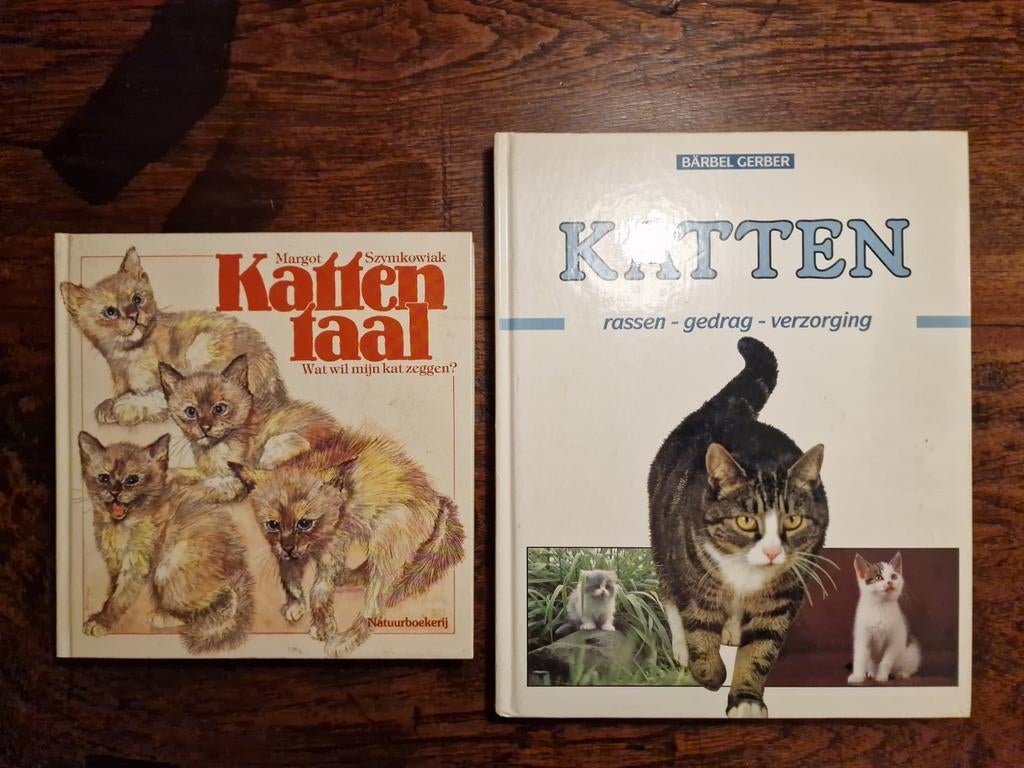 Margot Szymkowiak
Katten
taal
Wat wil mijn kat zeggen?
Natuurboekerij
BÄRBEL GERBER
KATTEN
rassen - gedrag - verzorging